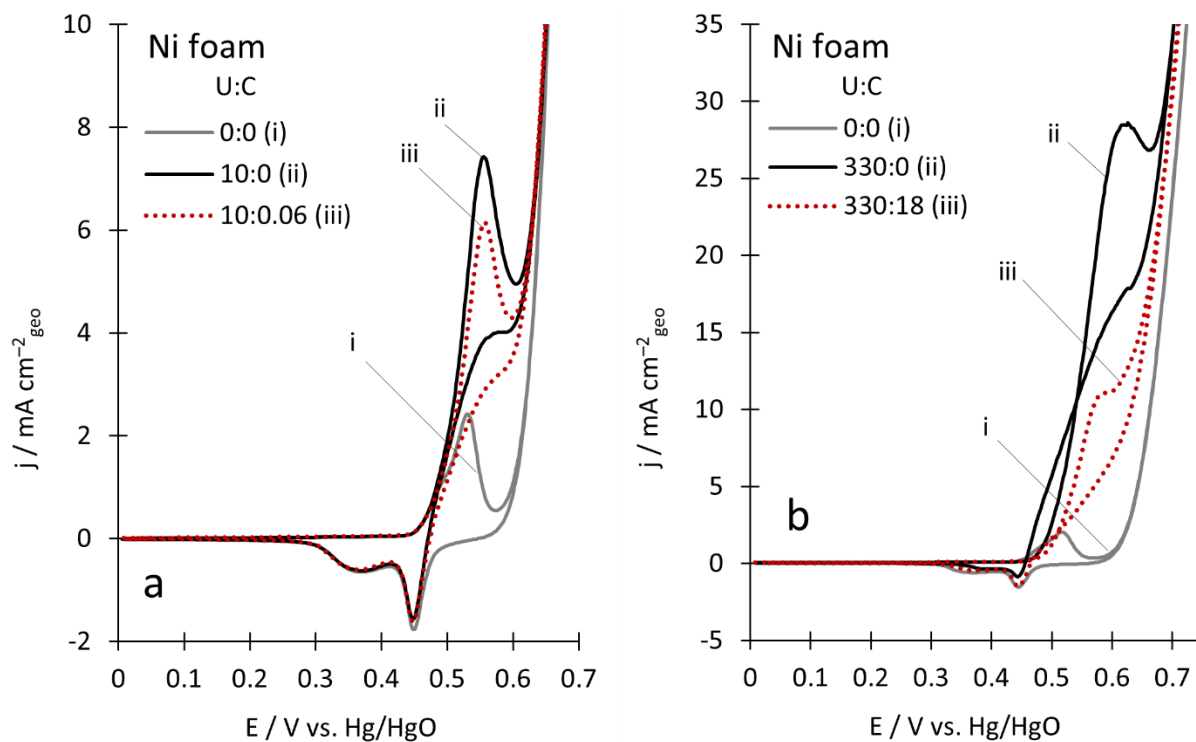 Ni foam
U:C
0:0 (i)
10:0 (ii)
10:0.06 (iii)
ii
iii
i
a
10
8
6
4
2
0
-2
j / mA cm⁻²geo
0 0.1 0.2 0.3 0.4 0.5 0.6 0.7
E / V vs. Hg/HgO
Ni foam
U:C
0:0 (i)
330:0 (ii)
330:18 (iii)
ii
iii
i
b
35
30
25
20
15
10
5
0
-5
j / mA cm⁻²geo
0 0.1 0.2 0.3 0.4 0.5 0.6 0.7
E / V vs. Hg/HgO